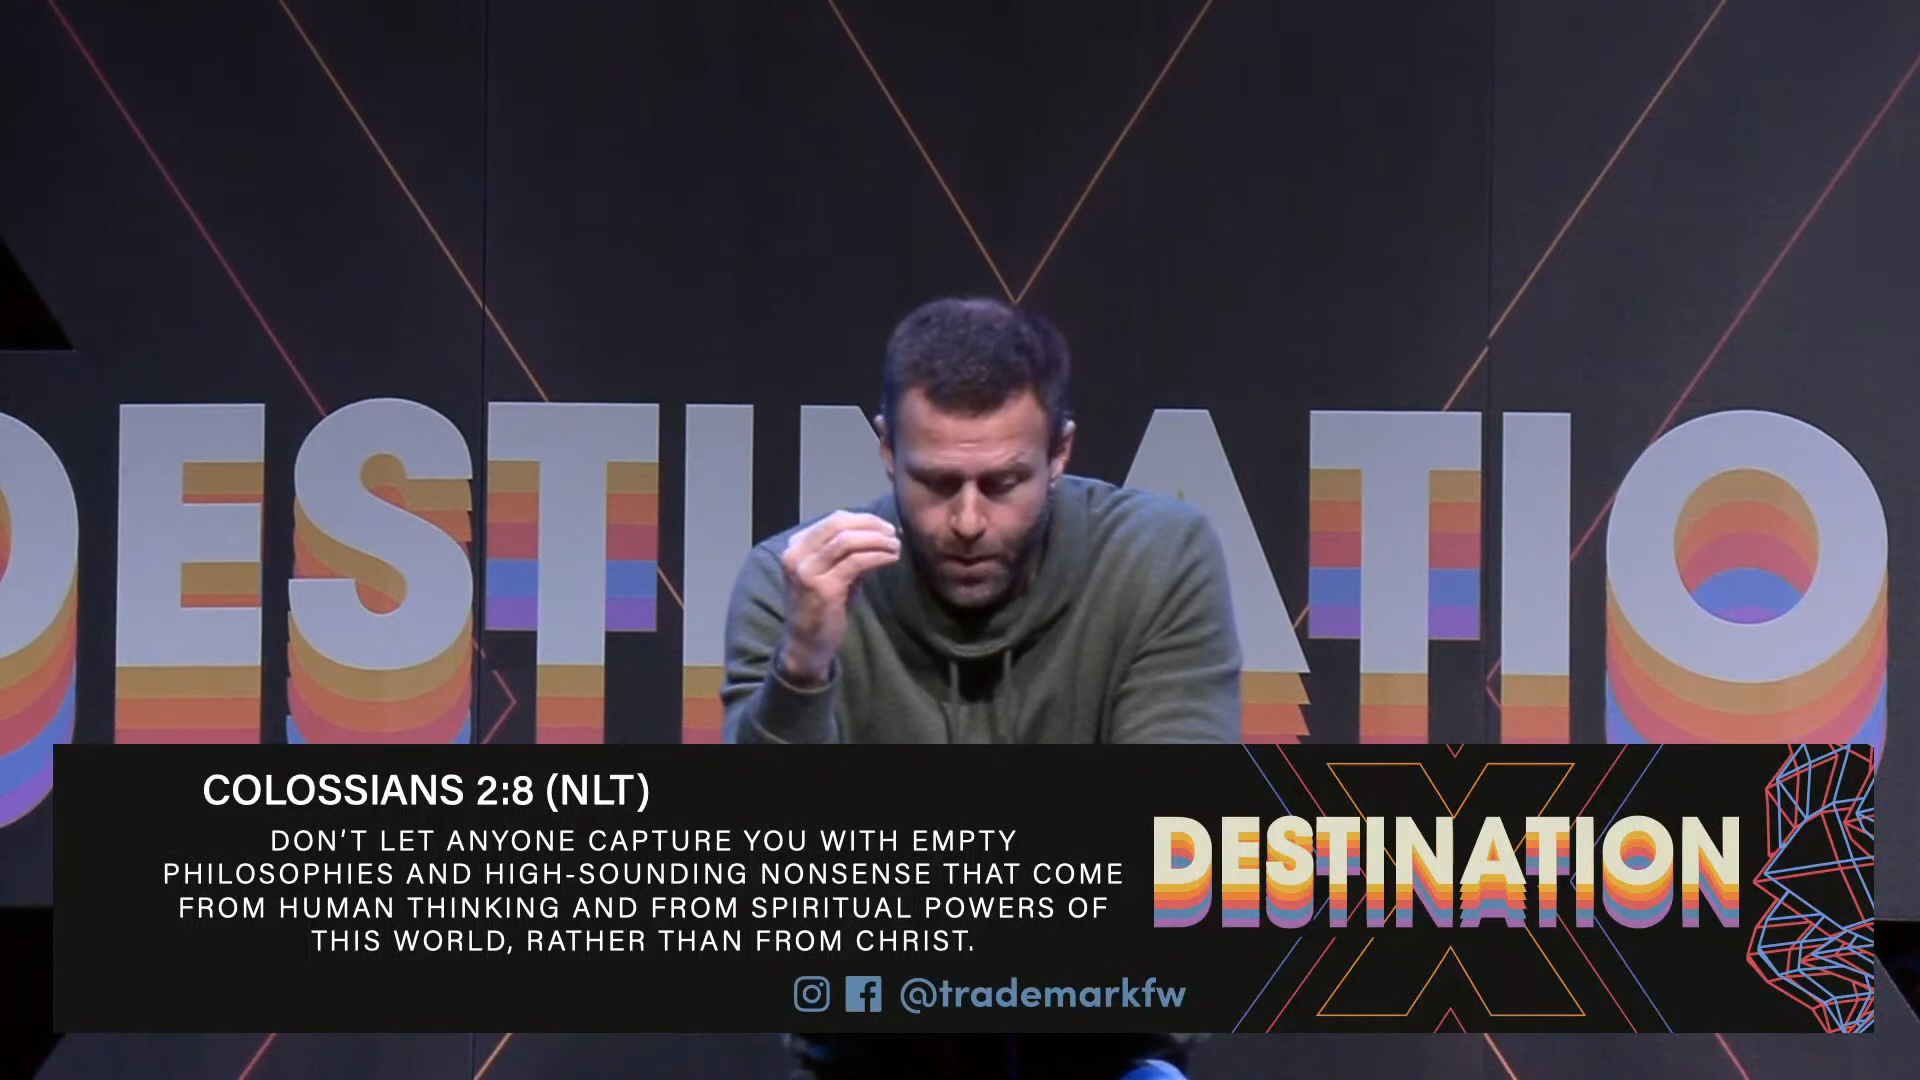 DESTINATIO
COLOSSIANS 2:8 (NLT)
DON'T LET ANYONE CAPTURE YOU WITH EMPTY
PHILOSOPHIES AND HIGH-SOUNDING NONSENSE THAT COME
FROM HUMAN THINKING AND FROM SPIRITUAL POWERS OF
THIS WORLD, RATHER THAN FROM CHRIST.
@trademarkfw
X
DESTINATION